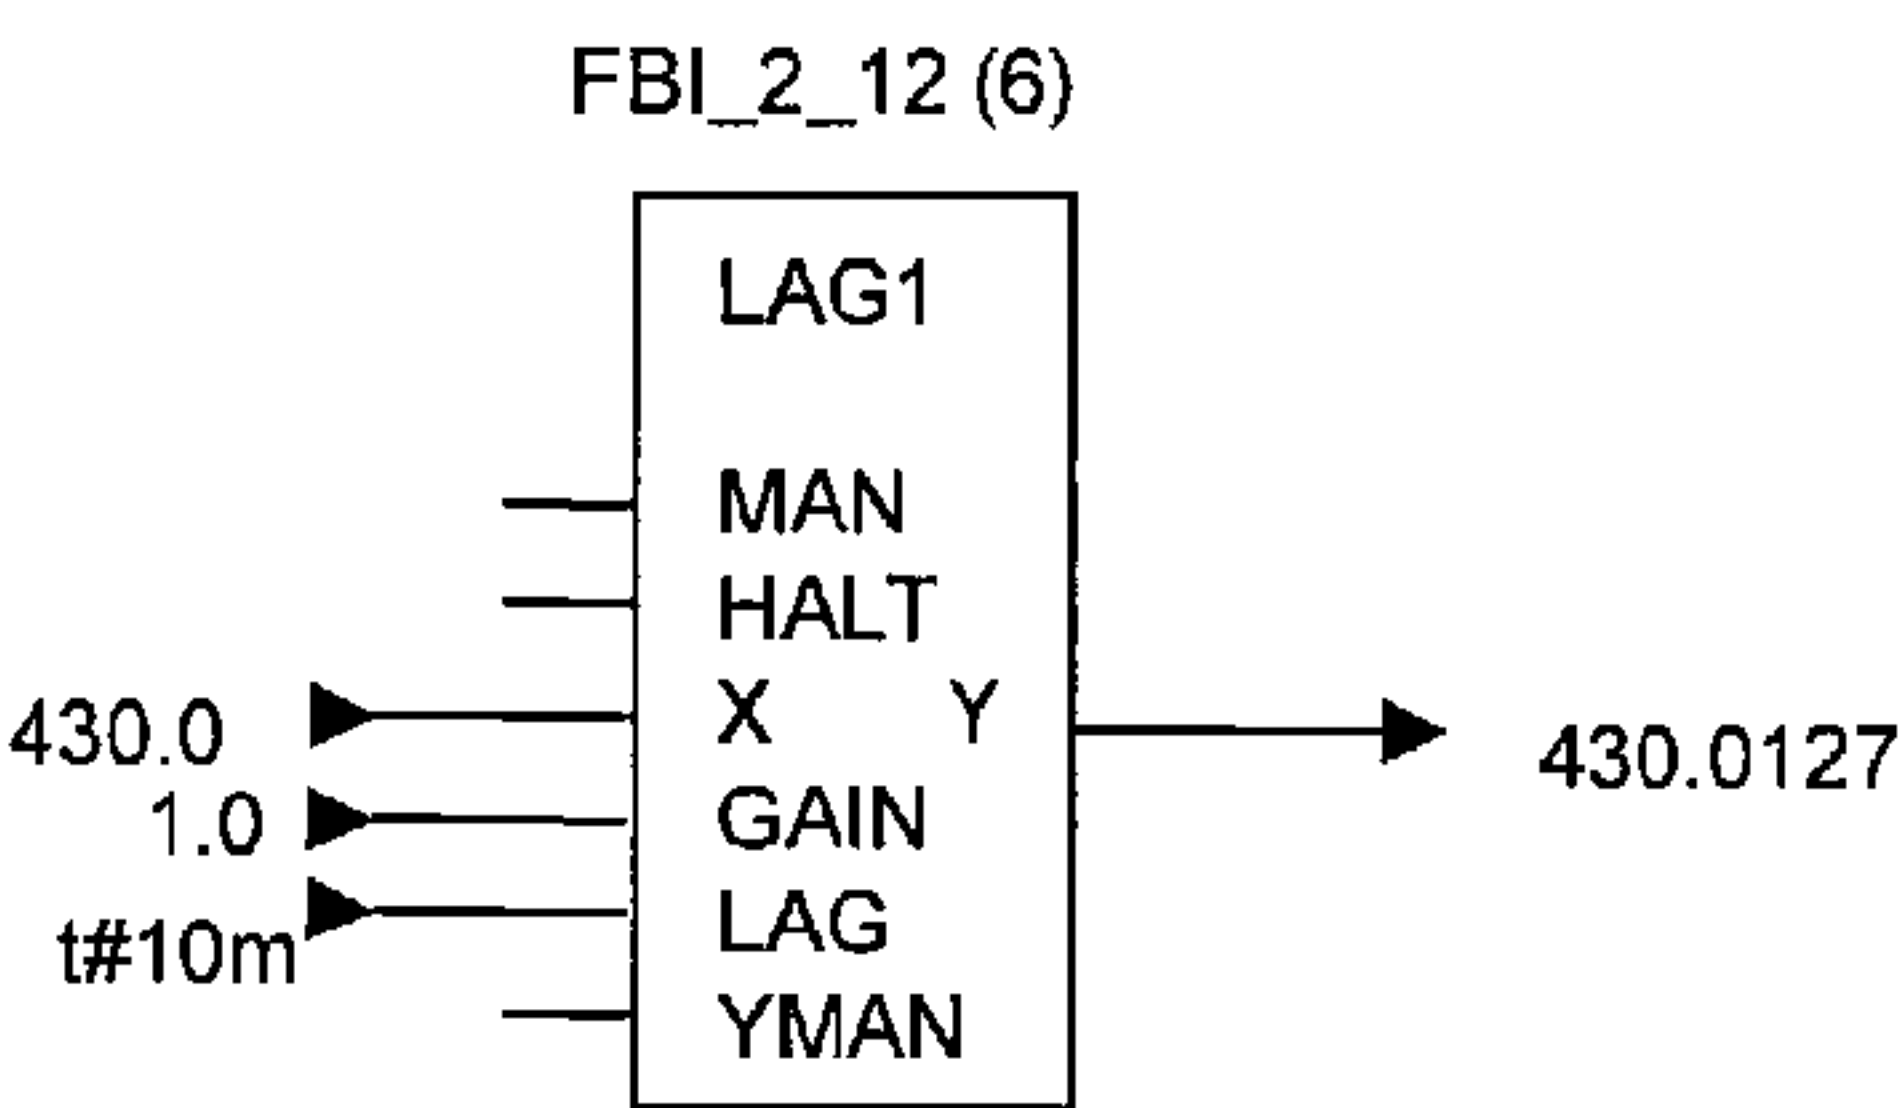 FBI_2_12 (6)
LAG1
MAN
HALT
430.0 X Y 430.0127
1.0 GAIN
t#10m LAG
YMAN